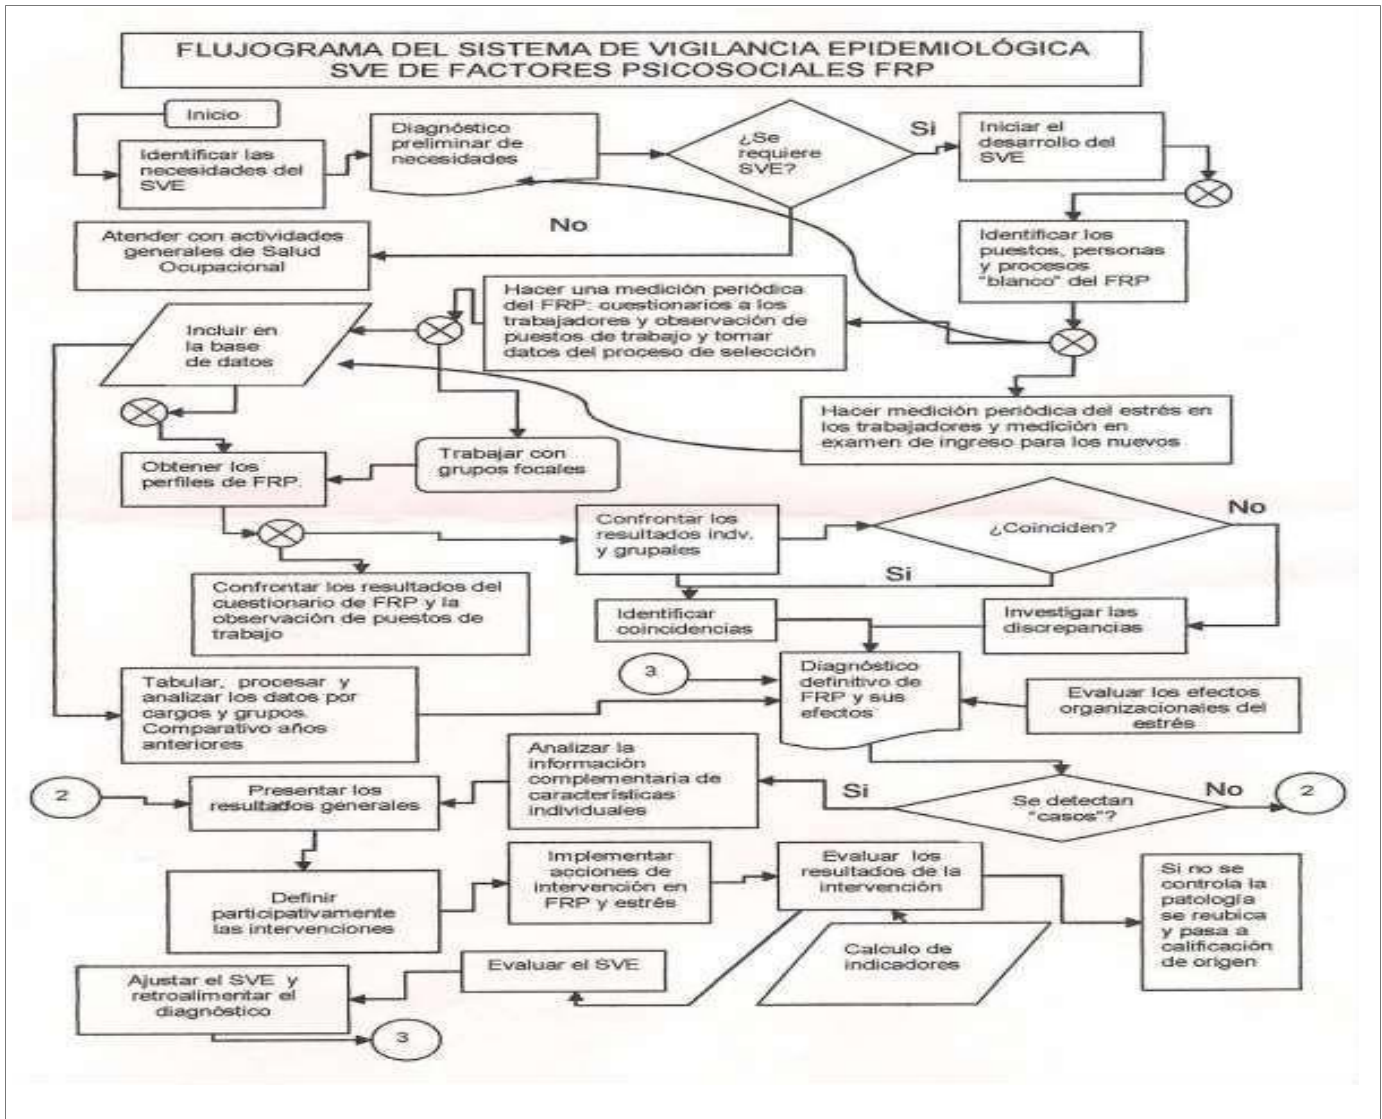 FLUJOGRAMA DEL SISTEMA DE VIGILANCIA EPIDEMIOLÓGICA
SVE DE FACTORES PSICOSOCIALES FRP
Inicio
Identificar las
necesidades del
SVE
Diagnóstico
preliminar de
necesidades
¿Se
requiere
SVE?
Si
Iniciar el
desarrollo del
SVE
No
Atender con actividades
generales de Salud
Ocupacional
Identificar los
puestos, personas
y procesos
"blanco" del FRP
Hacer una medición periódica
del FRP: cuestionarios a los
trabajadores y observación de
puestos de trabajo y tomar
datos del proceso de selección
Incluir en
la base
de datos
Hacer medición periódica del estrés en
los trabajadores y medición en
examen de ingreso para los nuevos
Trabajar con
grupos focales
Obtener los
perfiles de FRP.
Confrontar los
resultados indv.
y grupales
¿Coinciden?
No
Si
Confrontar los resultados del
cuestionario de FRP y la
observación de puestos de
trabajo
Identificar
coincidencias
Investigar las
discrepancias
3
Diagnóstico
definitivo de
FRP y sus
efectos
Evaluar los efectos
organizacionales del
estrés
Tabular, procesar y
analizar los datos por
cargos y grupos.
Comparativo años
anteriores
Analizar la
información
complementaria de
características
individuales
Si
Se detectan
"casos"?
No
2
2
Presentar los
resultados generales
Definir
participativamente
las intervenciones
Implementar
acciones de
intervención en
FRP y estrés
Evaluar los
resultados de la
intervención
Si no se
controla la
patología
se reubica
y pasa a
calificación
de origen
Calculo de
indicadores
Evaluar el SVE
Ajustar el SVE y
retroalimentar el
diagnóstico
3